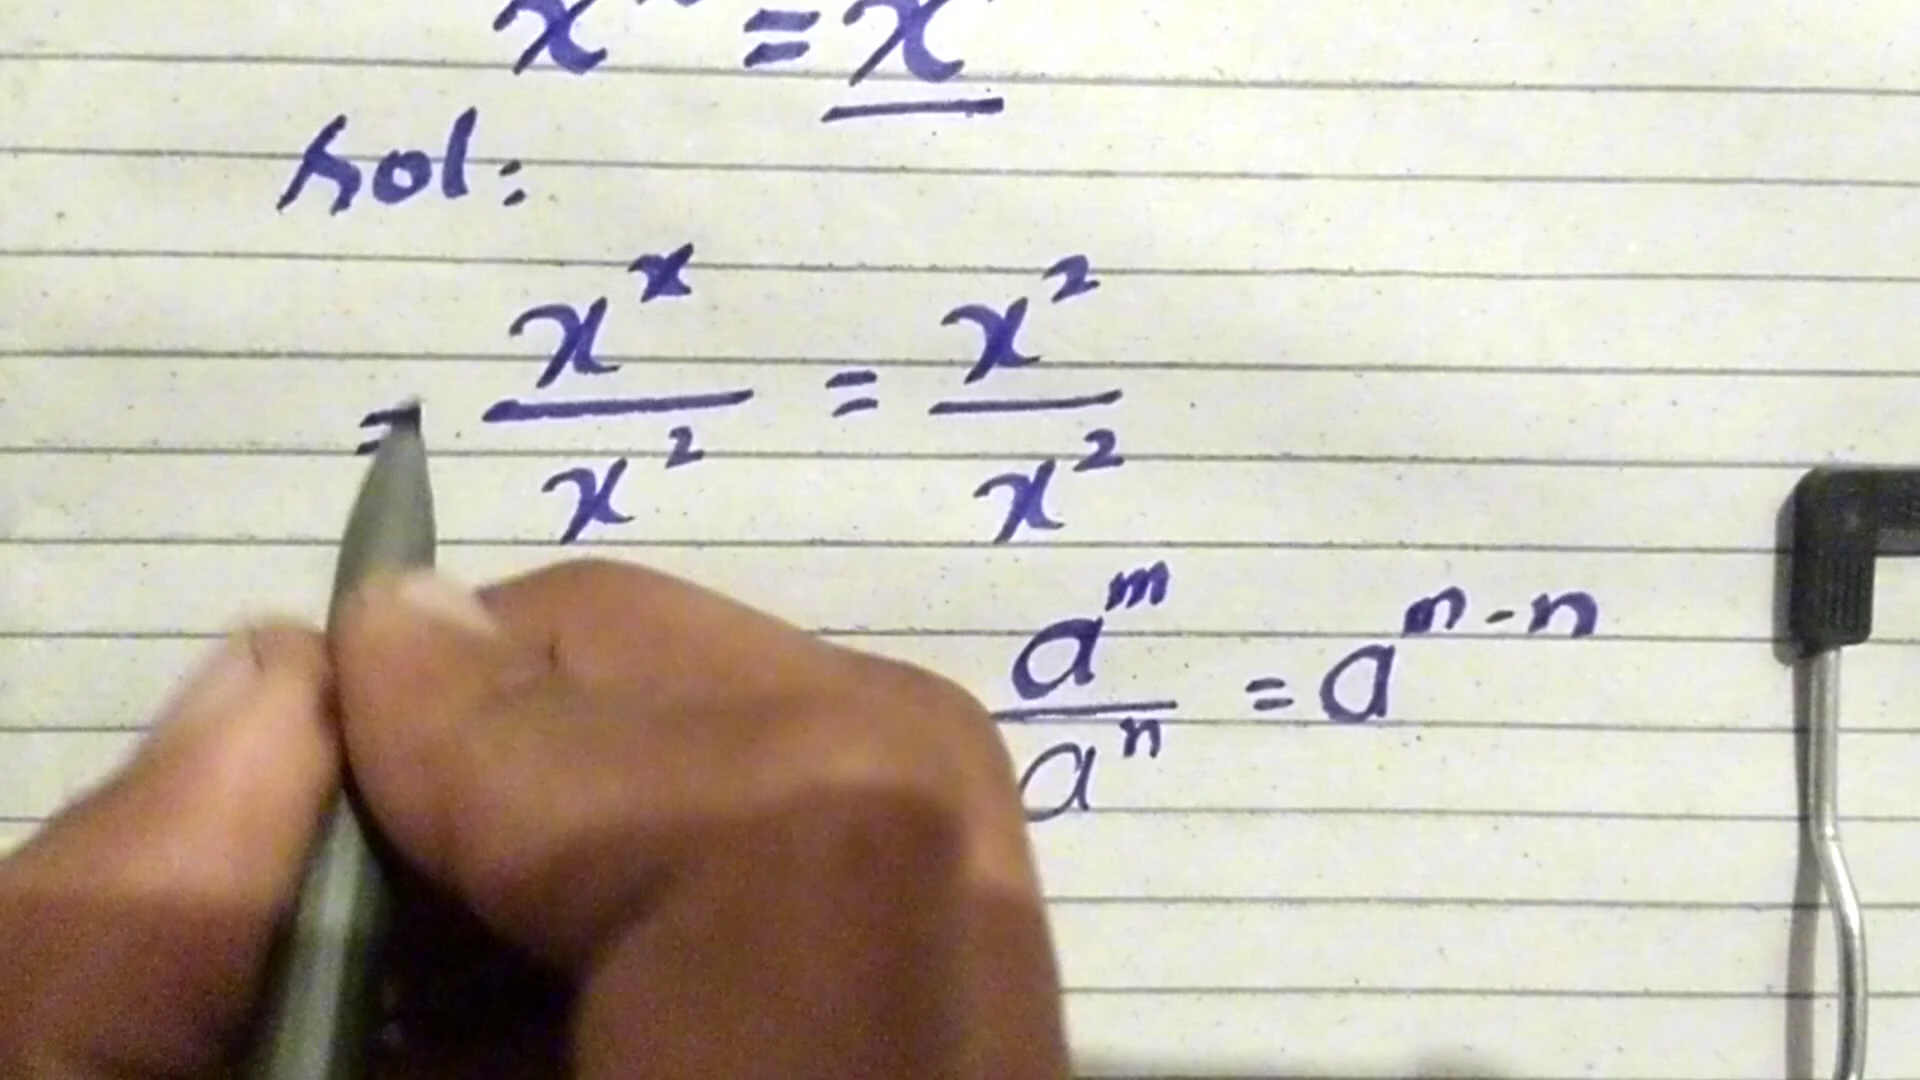 x = x
sol:
= x^x / x^2 = x^2 / x^2
a^m / a^n = a^{m-n}